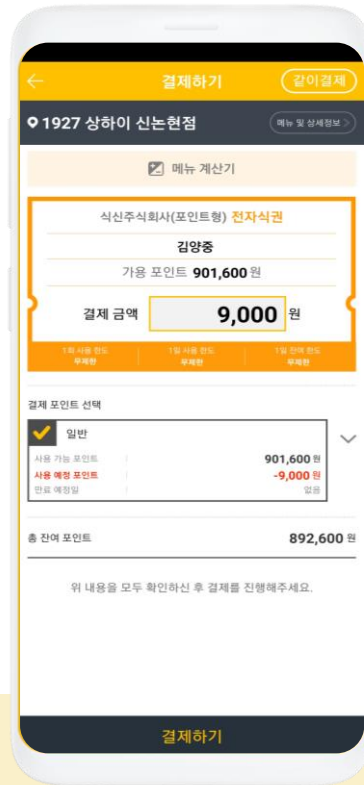 결제하기
같이결제
1927 상하이 신논현점
메뉴 및 상세정보 >
메뉴 계산기
식신주식회사(포인트형) 전자식권
김양중
가용 포인트 901,600 원
결제 금액 9,000 원
1회 사용 한도 1일 사용 한도 1일 잔여 한도
무제한 무제한 무제한
결제 포인트 선택
일반
사용 가능 포인트 901,600 원
사용 예정 포인트 -9,000 원
만료 예정일 없음
총 잔여 포인트 892,600 원
위 내용을 모두 확인하신 후 결제를 진행해주세요.
결제하기